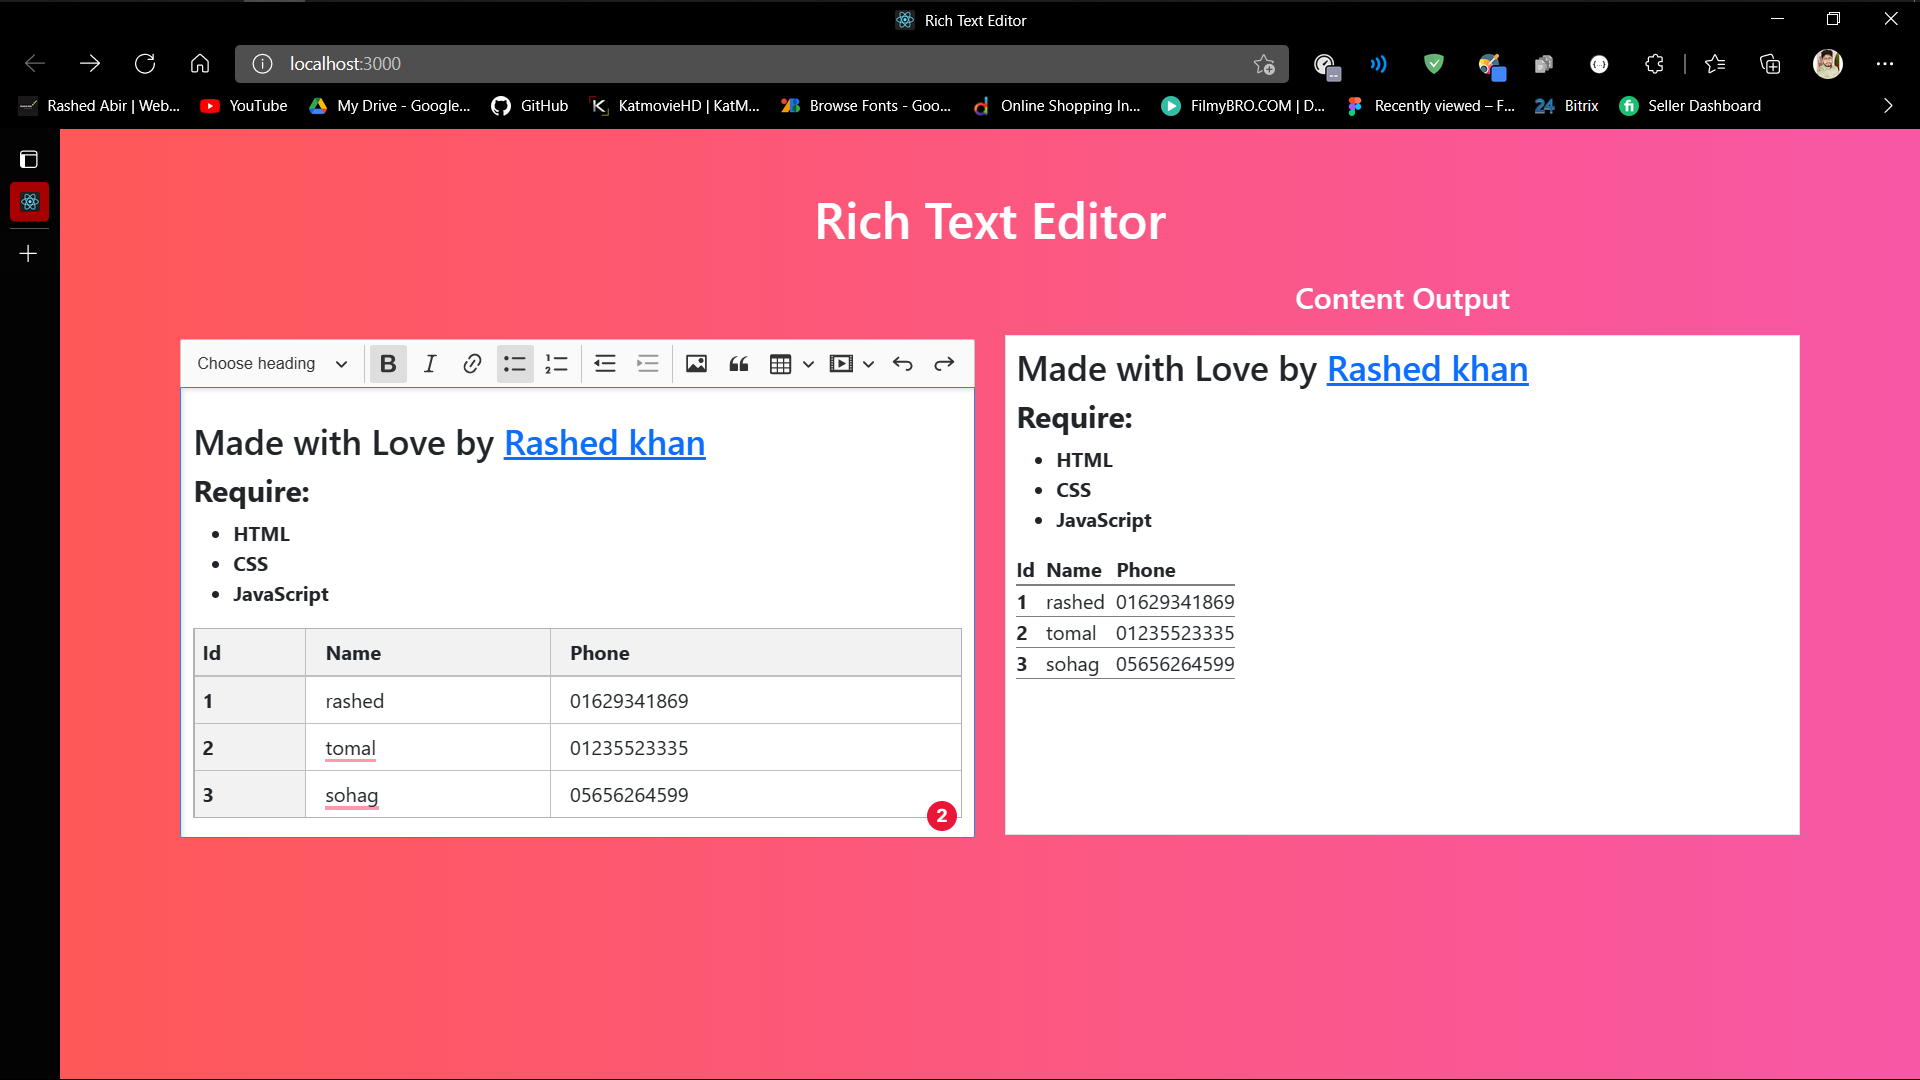 Rich Text Editor
localhost:3000
Rashed Abir | Web... YouTube My Drive - Google... GitHub KatmovieHD | KatM... Browse Fonts - Goo... Online Shopping In... FilmyBRO.COM | D... Recently viewed – F... 24 Bitrix fi Seller Dashboard
Rich Text Editor
Choose heading B I
Made with Love by Rashed khan
Require:
HTML
CSS
JavaScript
Id Name Phone
1 rashed 01629341869
2 tomal 01235523335
3 sohag 05656264599
2
Content Output
Made with Love by Rashed khan
Require:
HTML
CSS
JavaScript
Id Name Phone
1 rashed 01629341869
2 tomal 01235523335
3 sohag 05656264599